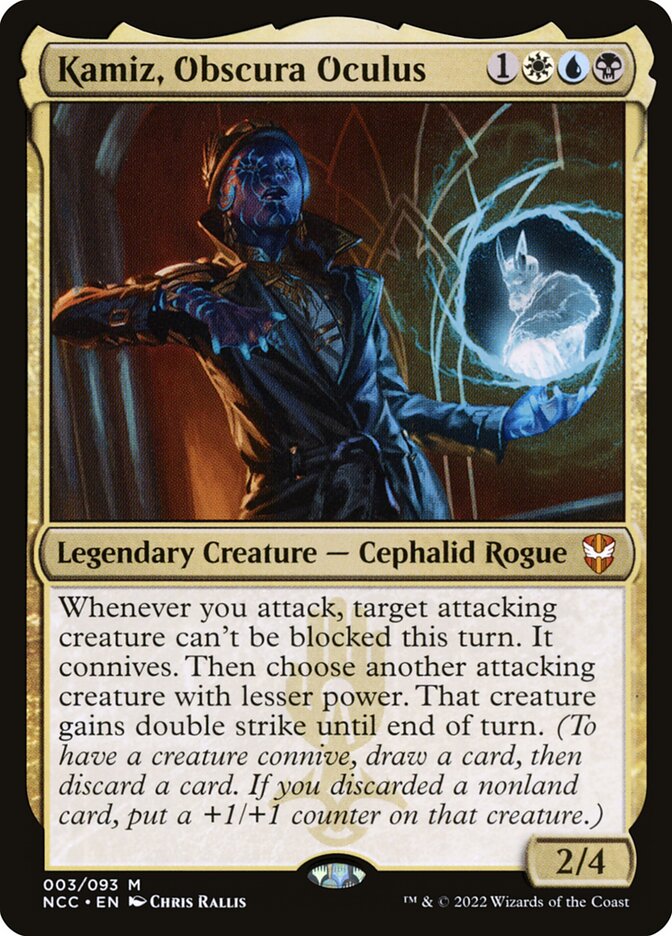 Kamiz, Obscura Oculus 1
Legendary Creature — Cephalid Rogue
Whenever you attack, target attacking
creature can't be blocked this turn. It
connives. Then choose another attacking
creature with lesser power. That creature
gains double strike until end of turn. (To
have a creature connive, draw a card, then
discard a card. If you discarded a nonland
card, put a +1/+1 counter on that creature.)
2/4
003/093 M
NCC • EN Chris Rallis
™ & © 2022 Wizards of the Coast